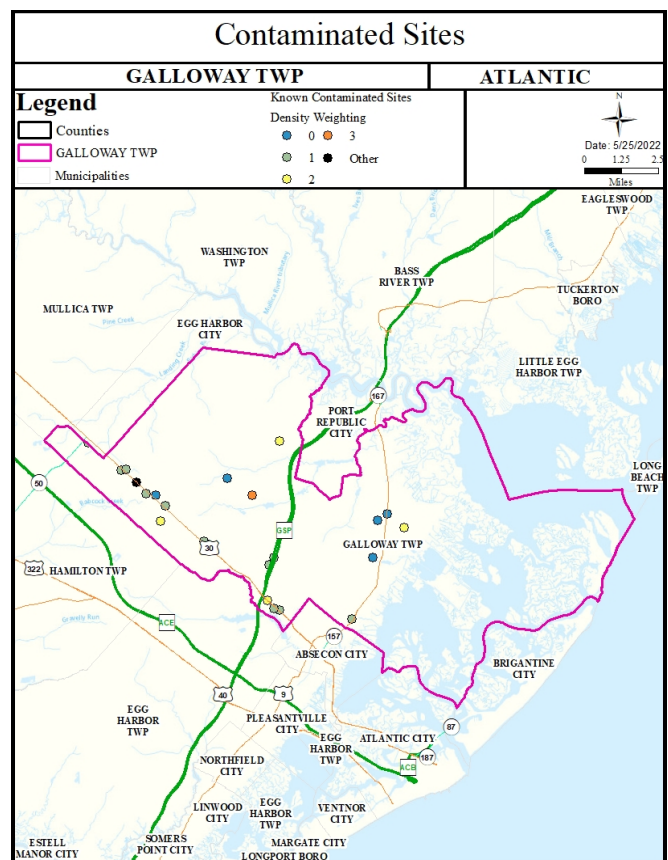 Contaminated Sites
GALLOWAY TWP
ATLANTIC
Legend
Counties
GALLOWAY TWP
Municipalities
Known Contaminated Sites
Density Weighting
0
3
1
Other
2
N
Date: 5/25/2022
0 1.25 2.5
Miles
EAGLESWOOD
TWP
WASHINGTON
TWP
BASS
RIVER TWP
TUCKERTON
BORO
MULLICA TWP
EGG HARBOR
CITY
LITTLE EGG
HARBOR TWP
167
PORT
REPUBLIC
CITY
LONG
BEACH
TWP
50
GSP
30
GALLOWAY TWP
322
HAMILTON TWP
ACE
157
ABSECON CITY
BRIGANTINE
CITY
40
9
EGG
HARBOR
TWP
PLEASANTVILLE
CITY
87
EGG
HARBOR
TWP
ATLANTIC CITY
187
ACB
NORTHFIELD
CITY
LINWOOD
CITY
EGG
HARBOR
TWP
VENTNOR
CITY
ESTELL
MANOR CITY
SOMERS
POINT CITY
MARGATE CITY
LONGPORT BORO